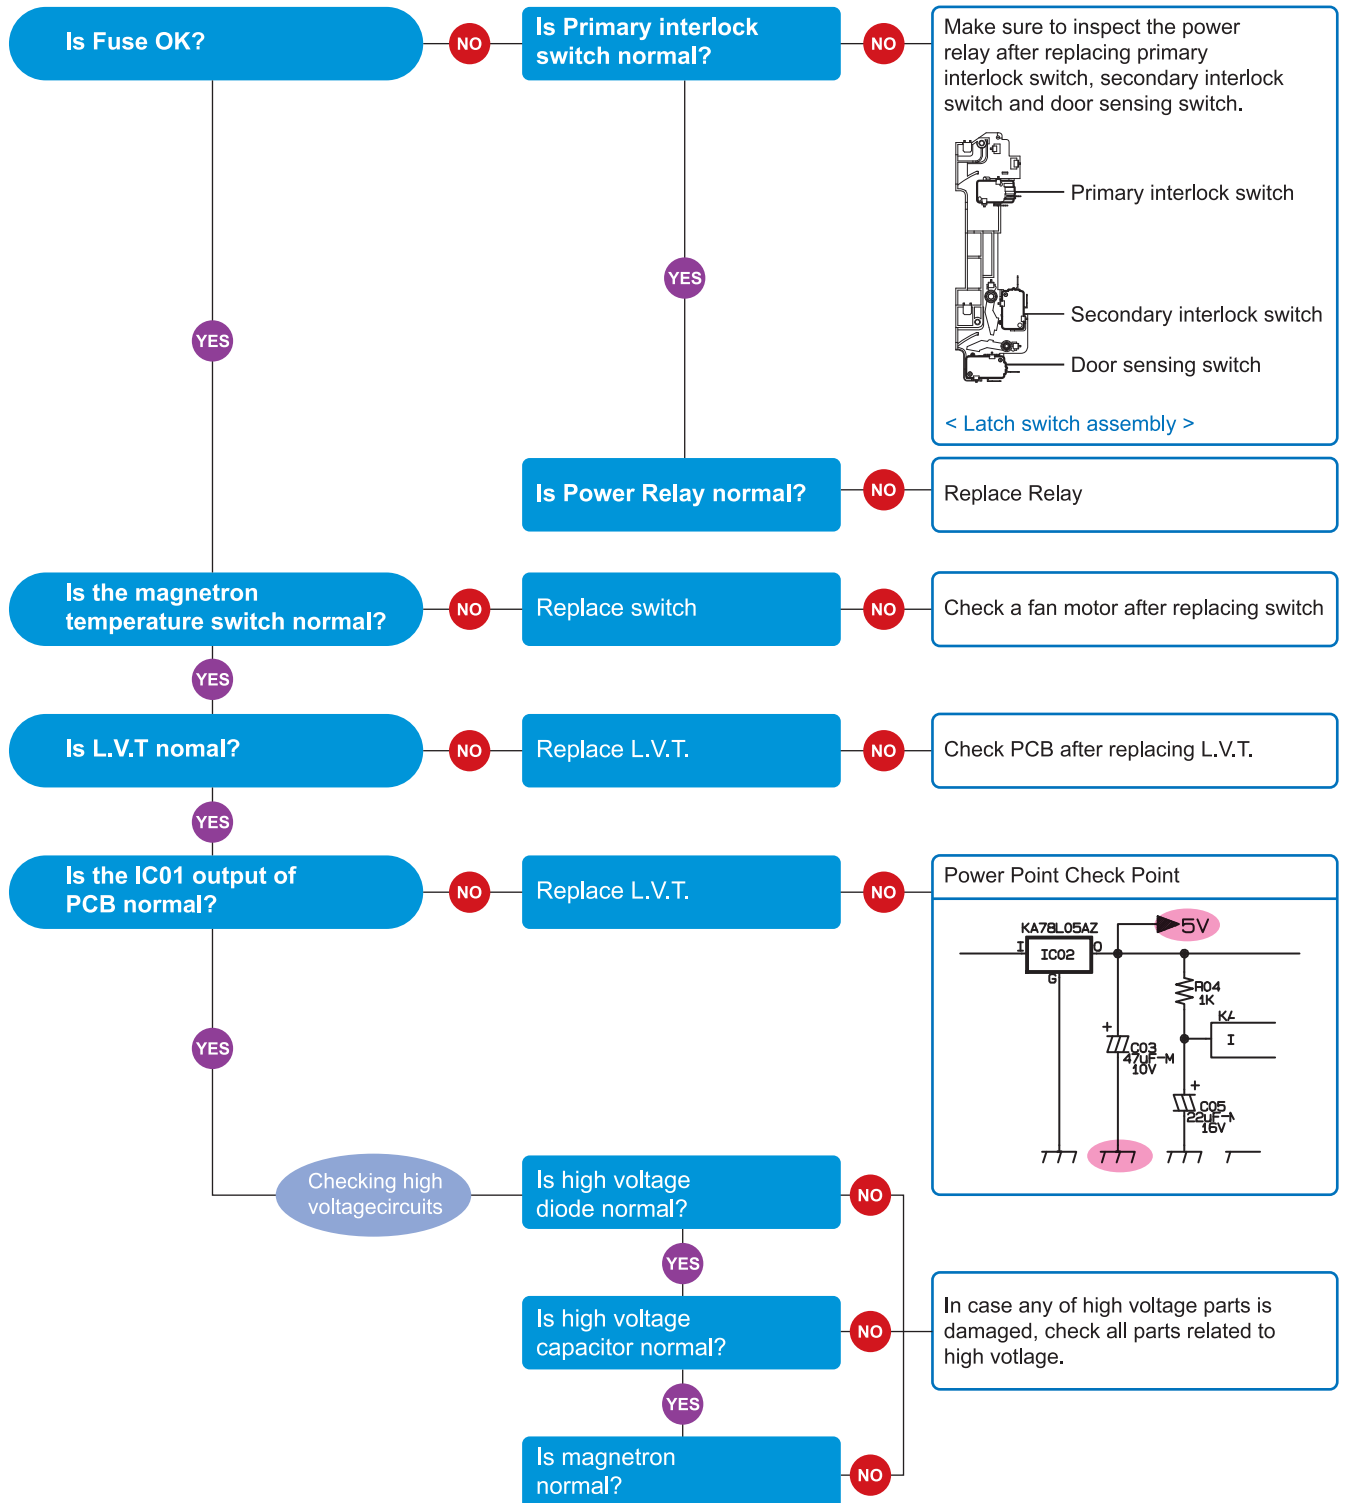 Is Fuse OK?
NO
Is Primary interlock
switch normal?
NO
Make sure to inspect the power
relay after replacing primary
interlock switch, secondary interlock
switch and door sensing switch.
Primary interlock switch
Secondary interlock switch
Door sensing switch
< Latch switch assembly >
YES
YES
Is Power Relay normal?
NO
Replace Relay
Is the magnetron
temperature switch normal?
NO
Replace switch
NO
Check a fan motor after replacing switch
YES
Is L.V.T nomal?
NO
Replace L.V.T.
NO
Check PCB after replacing L.V.T.
YES
Is the IC01 output of
PCB normal?
NO
Replace L.V.T.
NO
Power Point Check Point
5V
KA78L05AZ
I
IC02
O
G
R04
1K
KA
I
+
C03
47uF-M
10V
+
C05
22uF-M
16V
YES
Checking high
voltagecircuits
Is high voltage
diode normal?
NO
YES
Is high voltage
capacitor normal?
NO
In case any of high voltage parts is
damaged, check all parts related to
high votlage.
YES
Is magnetron
normal?
NO